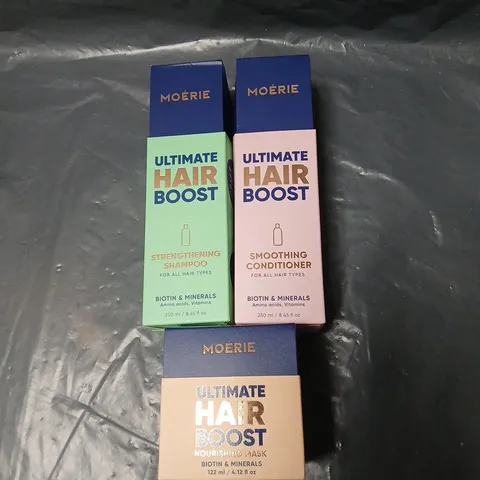 MOÉRIE
ULTIMATE
HAIR
BOOST
STRENGTHENING
SHAMPOO
FOR ALL HAIR TYPES
BIOTIN & MINERALS
Amino acids, Vitamins
250 ml / 8.45 fl oz
MOÉRIE
ULTIMATE
HAIR
BOOST
SMOOTHING
CONDITIONER
FOR ALL HAIR TYPES
BIOTIN & MINERALS
Amino acids, Vitamins
250 ml / 8.45 fl oz
MOÉRIE
ULTIMATE
HAIR
BOOST
NOURISHING MASK
BIOTIN & MINERALS
122 ml / 4.12 fl oz